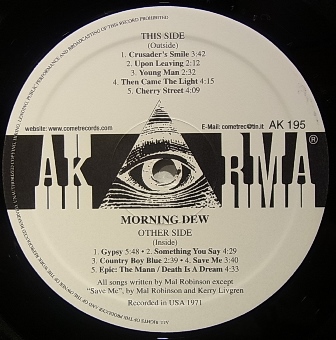 THIS SIDE
(Outside)
1. Crusader's Smile 3:42
2. Upon Leaving 2:12
3. Young Man 2:32
4. Then Came The Light 4:15
5. Cherry Street 4:09
website: www.cometrecords.com
E-Mail: cometrec@tin.it
AK 195
AK RMA®
MORNING DEW
OTHER SIDE
(Inside)
1. Gypsy 5:48 • 2. Something You Say 4:29
3. Country Boy Blue 2:39 • 4. Save Me 3:40
5. Epic: The Mann / Death Is A Dream 4:33
All songs written by Mal Robinson except
"Save Me", by Mal Robinson and Kerry Livgren
Recorded in USA 1971